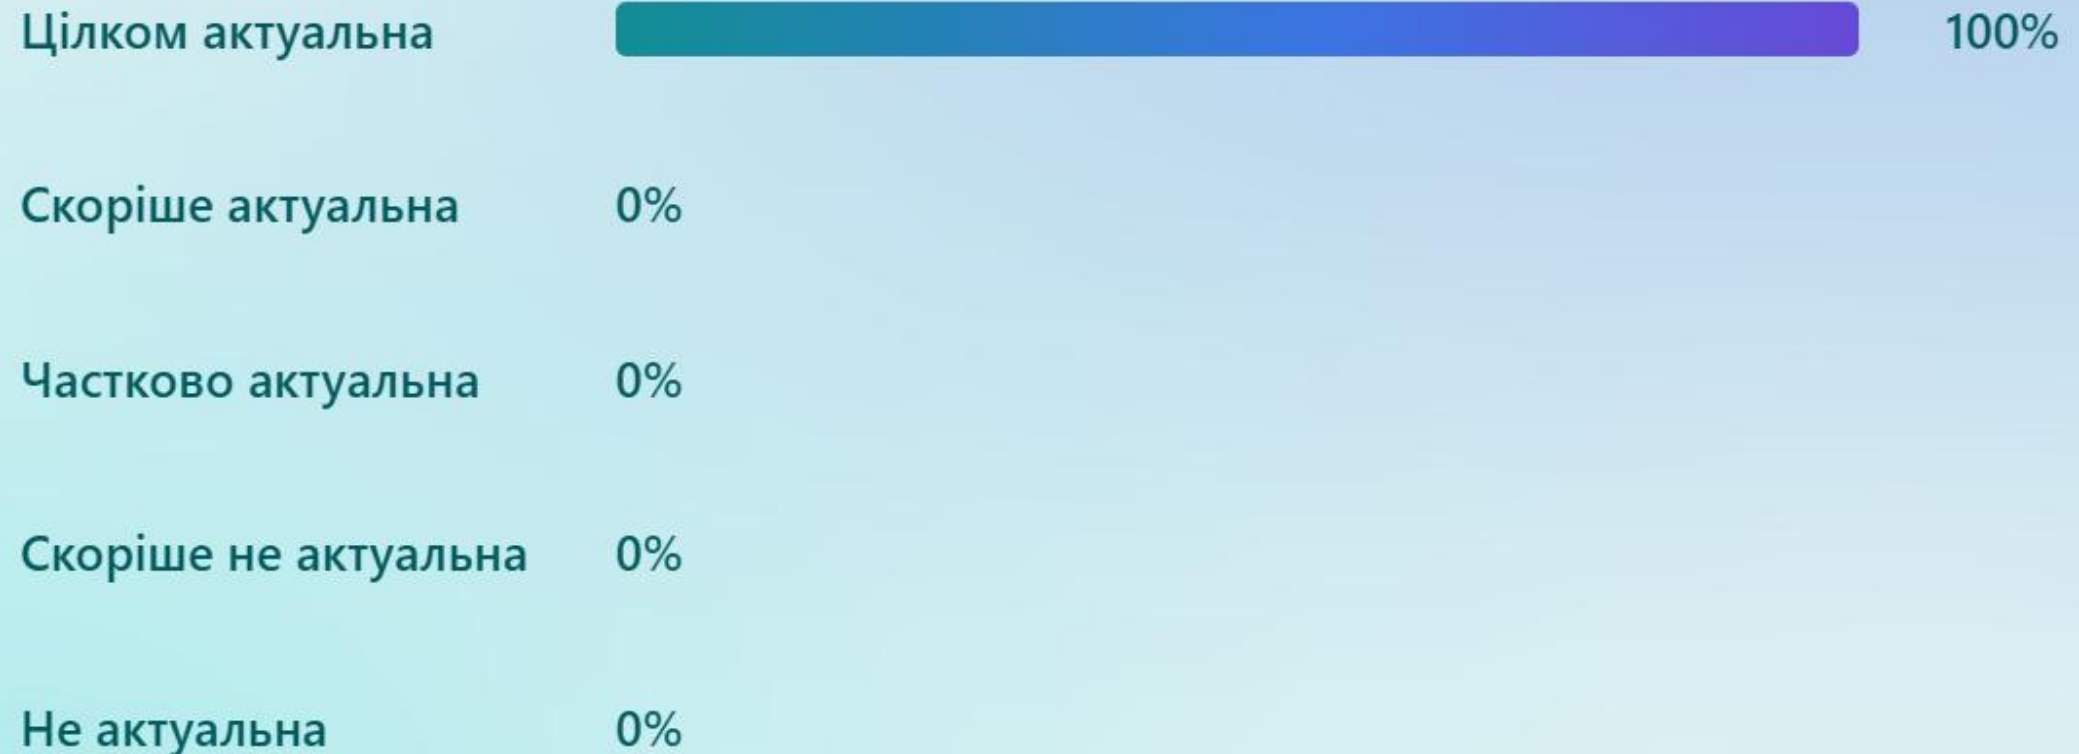 Цілком актуальна 100%
Скоріше актуальна 0%
Частково актуальна 0%
Скоріше не актуальна 0%
Не актуальна 0%